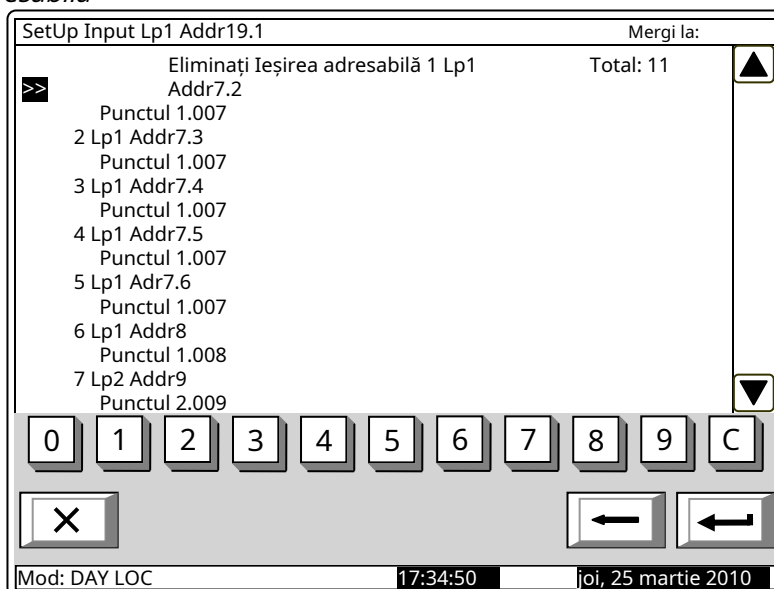 SetUp Input Lp1 Addr19.1 Mergi la:
Eliminați Ieșirea adresabilă 1 Lp1 Total: 11
>> Addr7.2
Punctul 1.007
2 Lp1 Addr7.3
Punctul 1.007
3 Lp1 Addr7.4
Punctul 1.007
4 Lp1 Addr7.5
Punctul 1.007
5 Lp1 Adr7.6
Punctul 1.007
6 Lp1 Addr8
Punctul 1.008
7 Lp2 Addr9
Punctul 2.009
0 1 2 3 4 5 6 7 8 9 C
Mod: DAY LOC 17:34:50 joi, 25 martie 2010